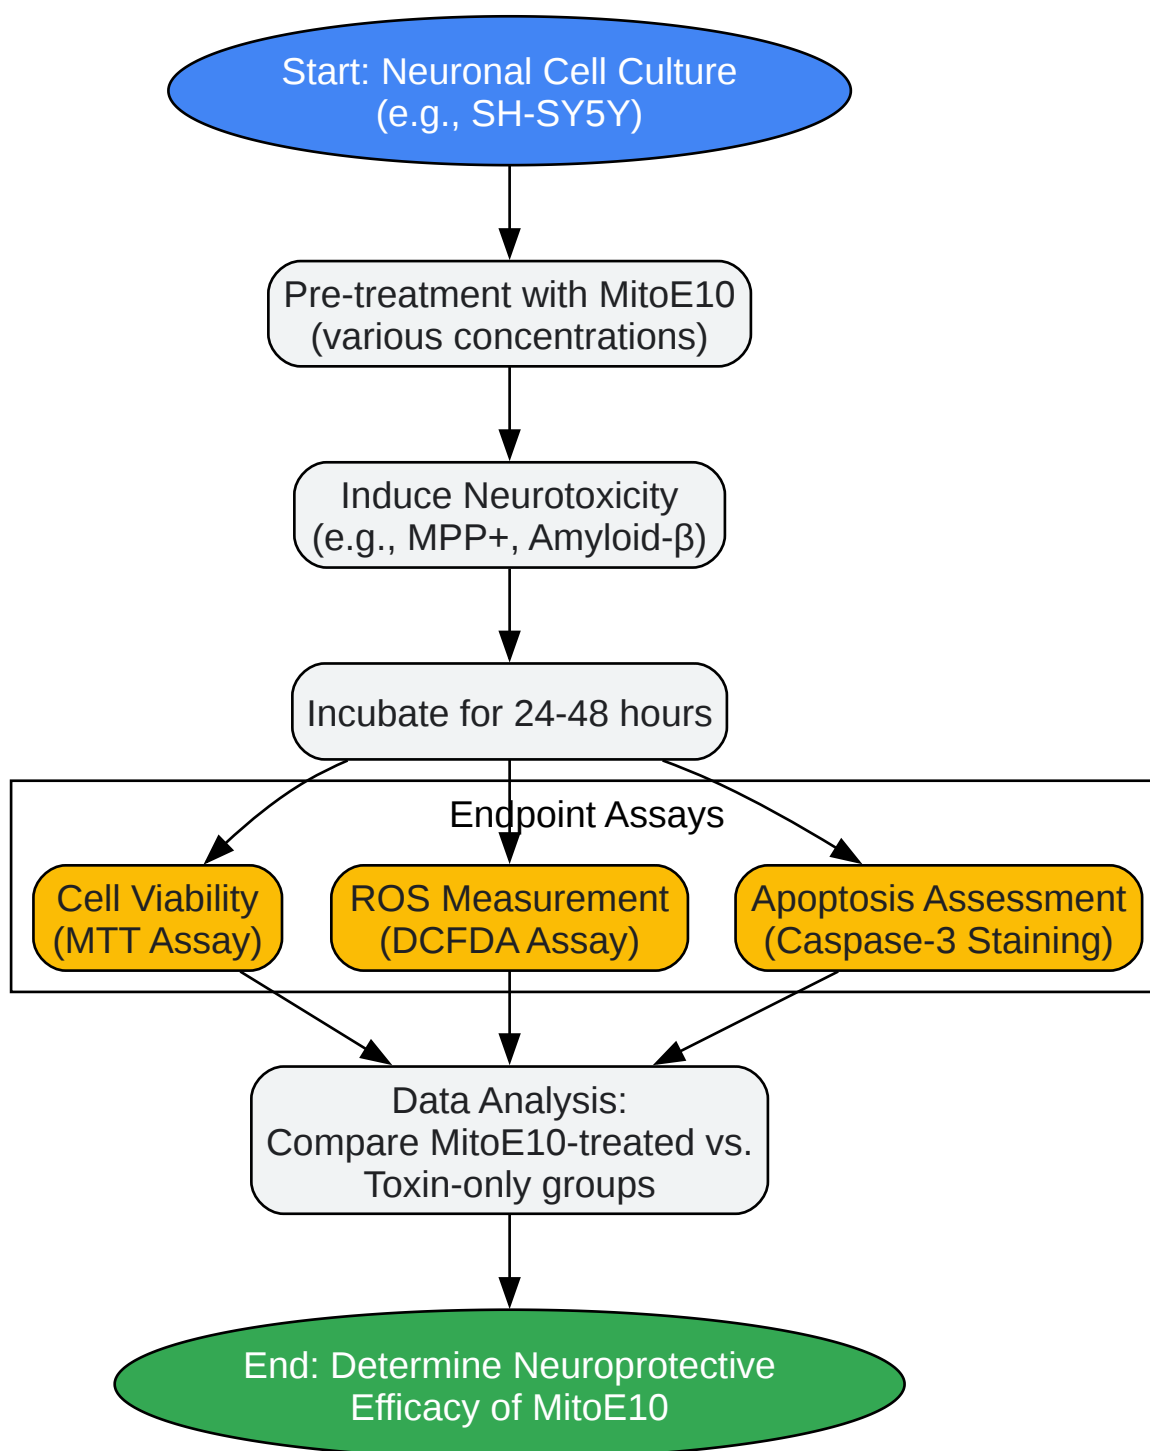 Start: Neuronal Cell Culture
(e.g., SH-SY5Y)
Pre-treatment with MitoE10
(various concentrations)
Induce Neurotoxicity
(e.g., MPP+, Amyloid-β)
Incubate for 24-48 hours
Endpoint Assays
Cell Viability
(MTT Assay)
ROS Measurement
(DCFDA Assay)
Apoptosis Assessment
(Caspase-3 Staining)
Data Analysis:
Compare MitoE10-treated vs.
Toxin-only groups
End: Determine Neuroprotective
Efficacy of MitoE10